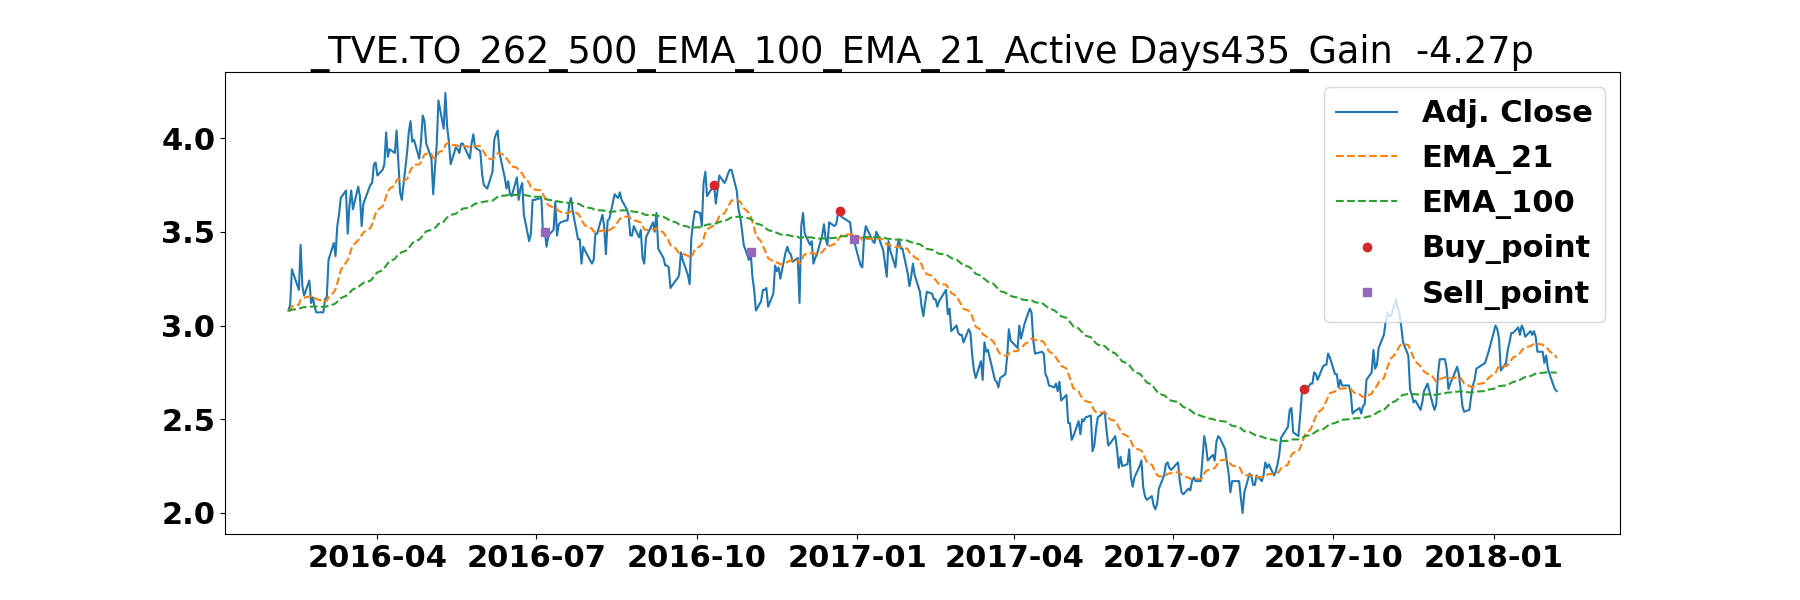 _TVE.TO_262_500_EMA_100_EMA_21_Active Days435_Gain  -4.27p
Adj. Close
EMA_21
EMA_100
Buy_point
Sell_point
4.0
3.5
3.0
2.5
2.0
2016-04 2016-07 2016-10 2017-01 2017-04 2017-07 2017-10 2018-01